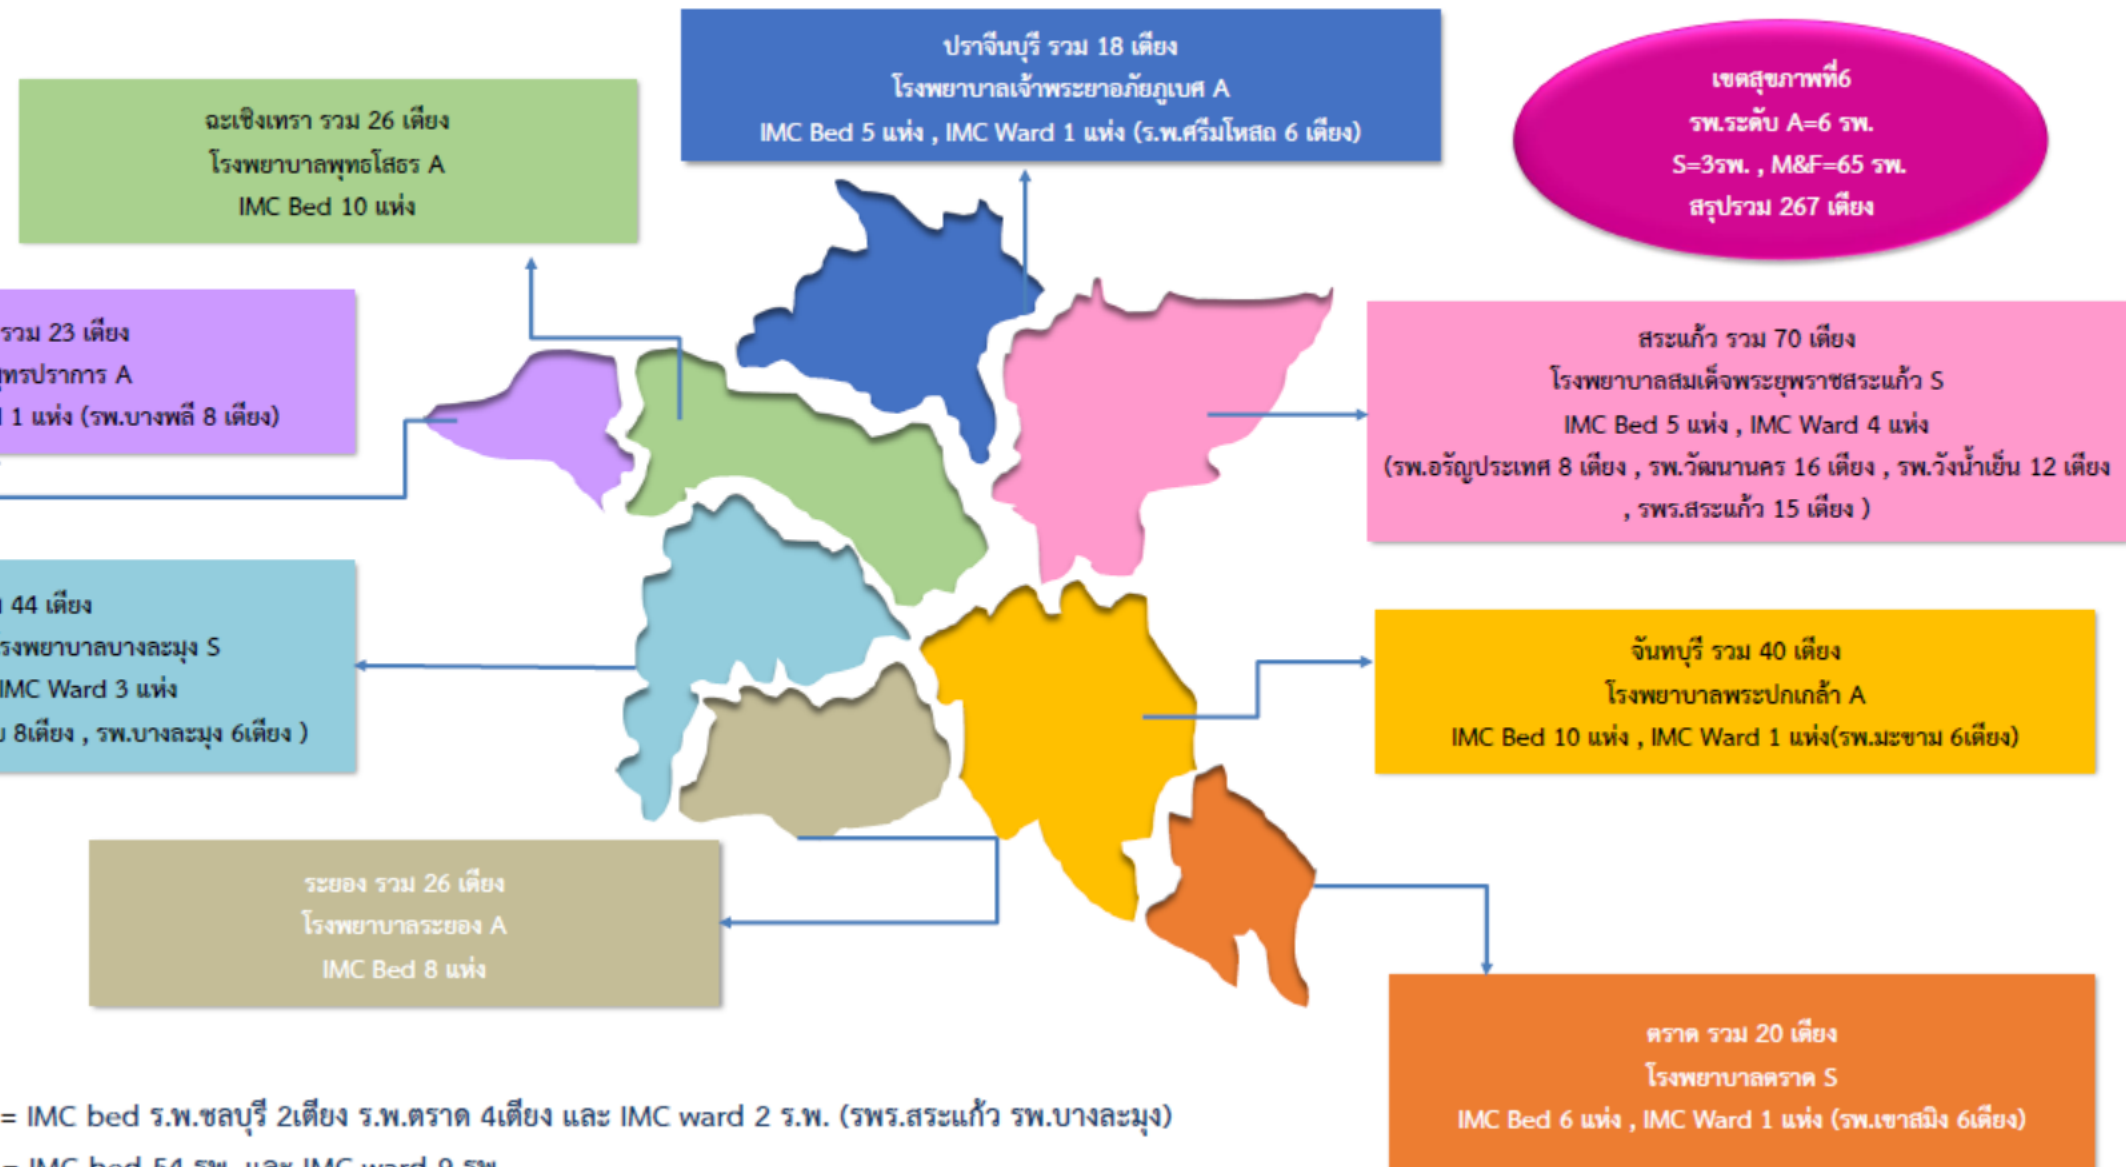 ปราจีนบุรี รวม 18 เตียง
โรงพยาบาลเจ้าพระยาอภัยภูเบศ A
IMC Bed 5 แห่ง , IMC Ward 1 แห่ง (ร.พ.ศรีมโหสถ 6 เตียง)
เขตสุขภาพที่6
รพ.ระดับ A=6 รพ.
S=3รพ. , M&F=65 รพ.
สรุปรวม 267 เตียง
ฉะเชิงเทรา รวม 26 เตียง
โรงพยาบาลพุทธโสธร A
IMC Bed 10 แห่ง
รวม 23 เตียง
ทรปราการ A
1 แห่ง (รพ.บางพลี 8 เตียง)
สระแก้ว รวม 70 เตียง
โรงพยาบาลสมเด็จพระยุพราชสระแก้ว S
IMC Bed 5 แห่ง , IMC Ward 4 แห่ง
(รพ.อรัญประเทศ 8 เตียง , รพ.วัฒนานคร 16 เตียง , รพ.วังน้ำเย็น 12 เตียง
, รพร.สระแก้ว 15 เตียง )
44 เตียง
รงพยาบาลบางละมุง S
IMC Ward 3 แห่ง
8เตียง , รพ.บางละมุง 6เตียง )
จันทบุรี รวม 40 เตียง
โรงพยาบาลพระปกเกล้า A
IMC Bed 10 แห่ง , IMC Ward 1 แห่ง(รพ.มะขาม 6เตียง)
ระยอง รวม 26 เตียง
โรงพยาบาลระยอง A
IMC Bed 8 แห่ง
ตราด รวม 20 เตียง
โรงพยาบาลตราด S
IMC Bed 6 แห่ง , IMC Ward 1 แห่ง (รพ.เขาสมิง 6เตียง)
= IMC bed ร.พ.ชลบุรี 2เตียง ร.พ.ตราด 4เตียง และ IMC ward 2 ร.พ. (รพร.สระแก้ว รพ.บางละมุง)
= IMC bed 54 รพ. และ IMC ward 9 รพ.